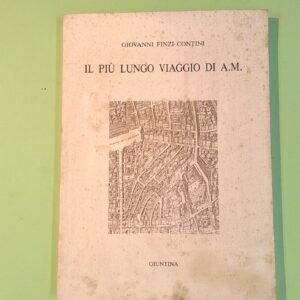 GIOVANNI FINZI-CONTINI
IL PIÙ LUNGO VIAGGIO DI A.M.
GIUNTINA